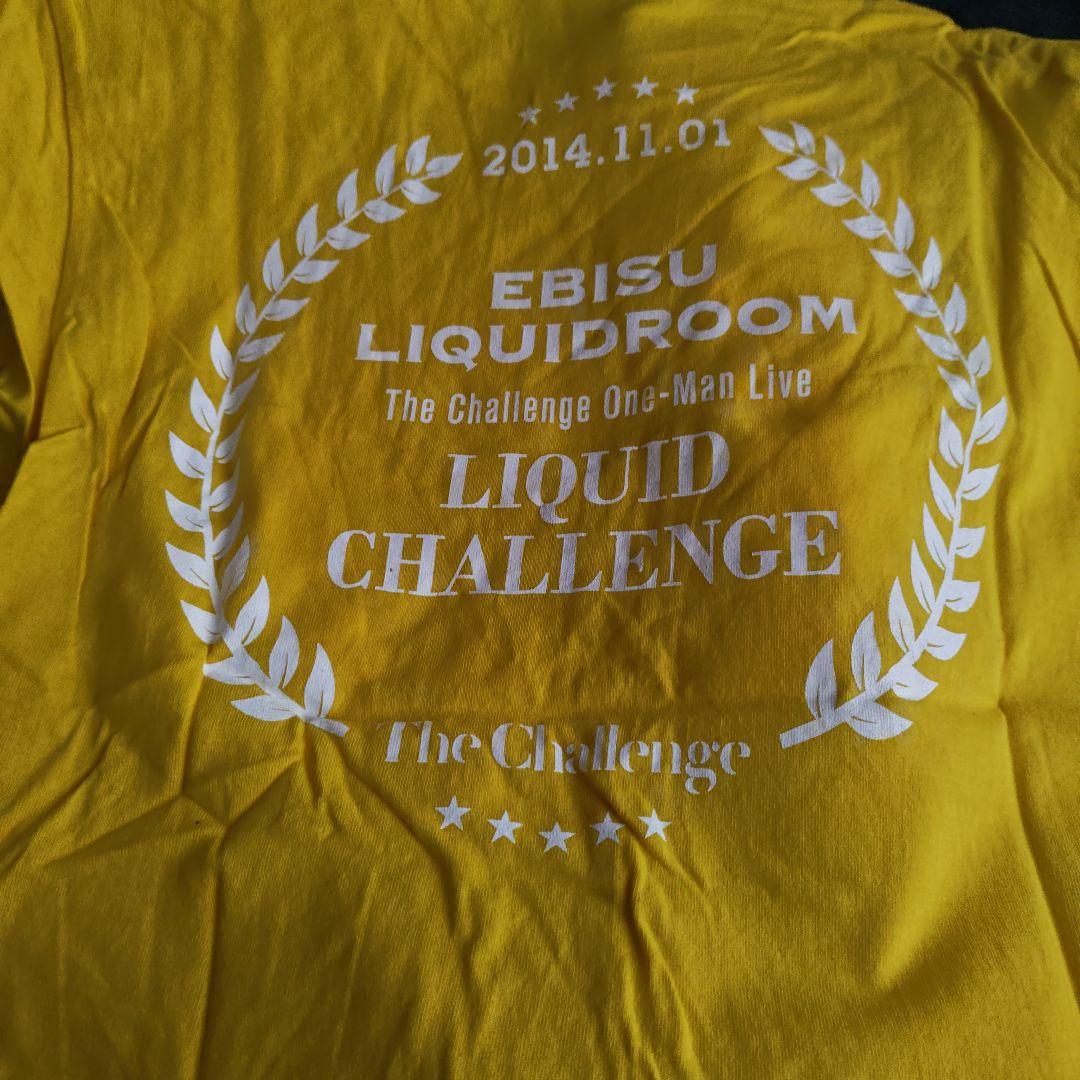 2014.11.01
EBISU
LIQUIDROOM
The Challenge One-Man Live
LIQUID
CHALLENGE
The Challenge